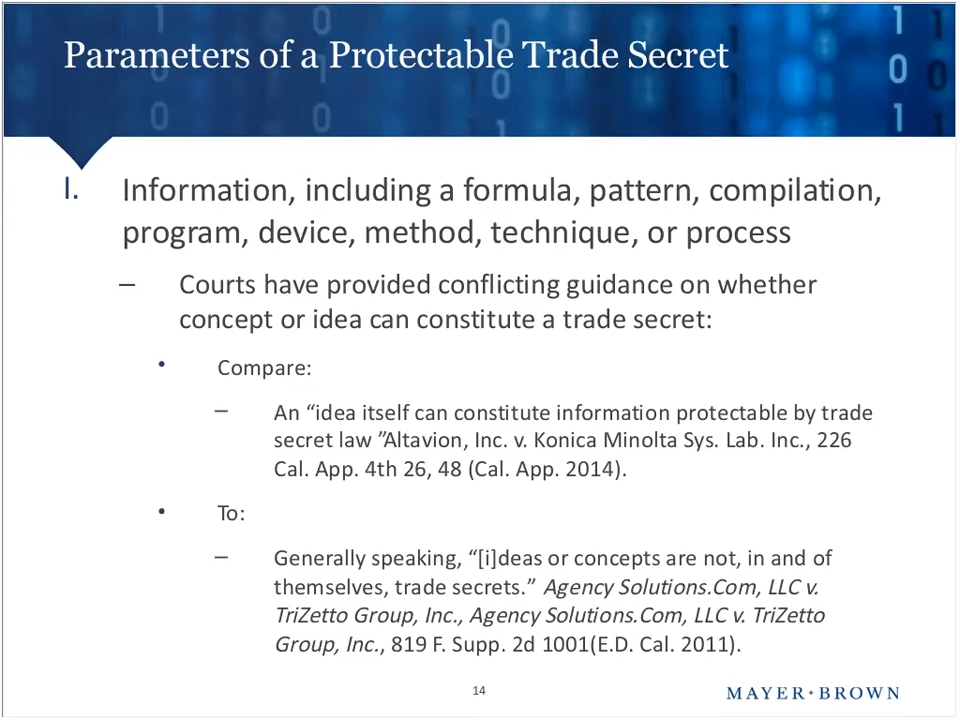 Parameters of a Protectable Trade Secret
I. Information, including a formula, pattern, compilation,
program, device, method, technique, or process
– Courts have provided conflicting guidance on whether
concept or idea can constitute a trade secret:
• Compare:
– An “idea itself can constitute information protectable by trade
secret law ”Altavion, Inc. v. Konica Minolta Sys. Lab. Inc., 226
Cal. App. 4th 26, 48 (Cal. App. 2014).
• To:
– Generally speaking, “[i]deas or concepts are not, in and of
themselves, trade secrets.” Agency Solutions.Com, LLC v.
TriZetto Group, Inc., Agency Solutions.Com, LLC v. TriZetto
Group, Inc., 819 F. Supp. 2d 1001(E.D. Cal. 2011).
14
MAYER•BROWN